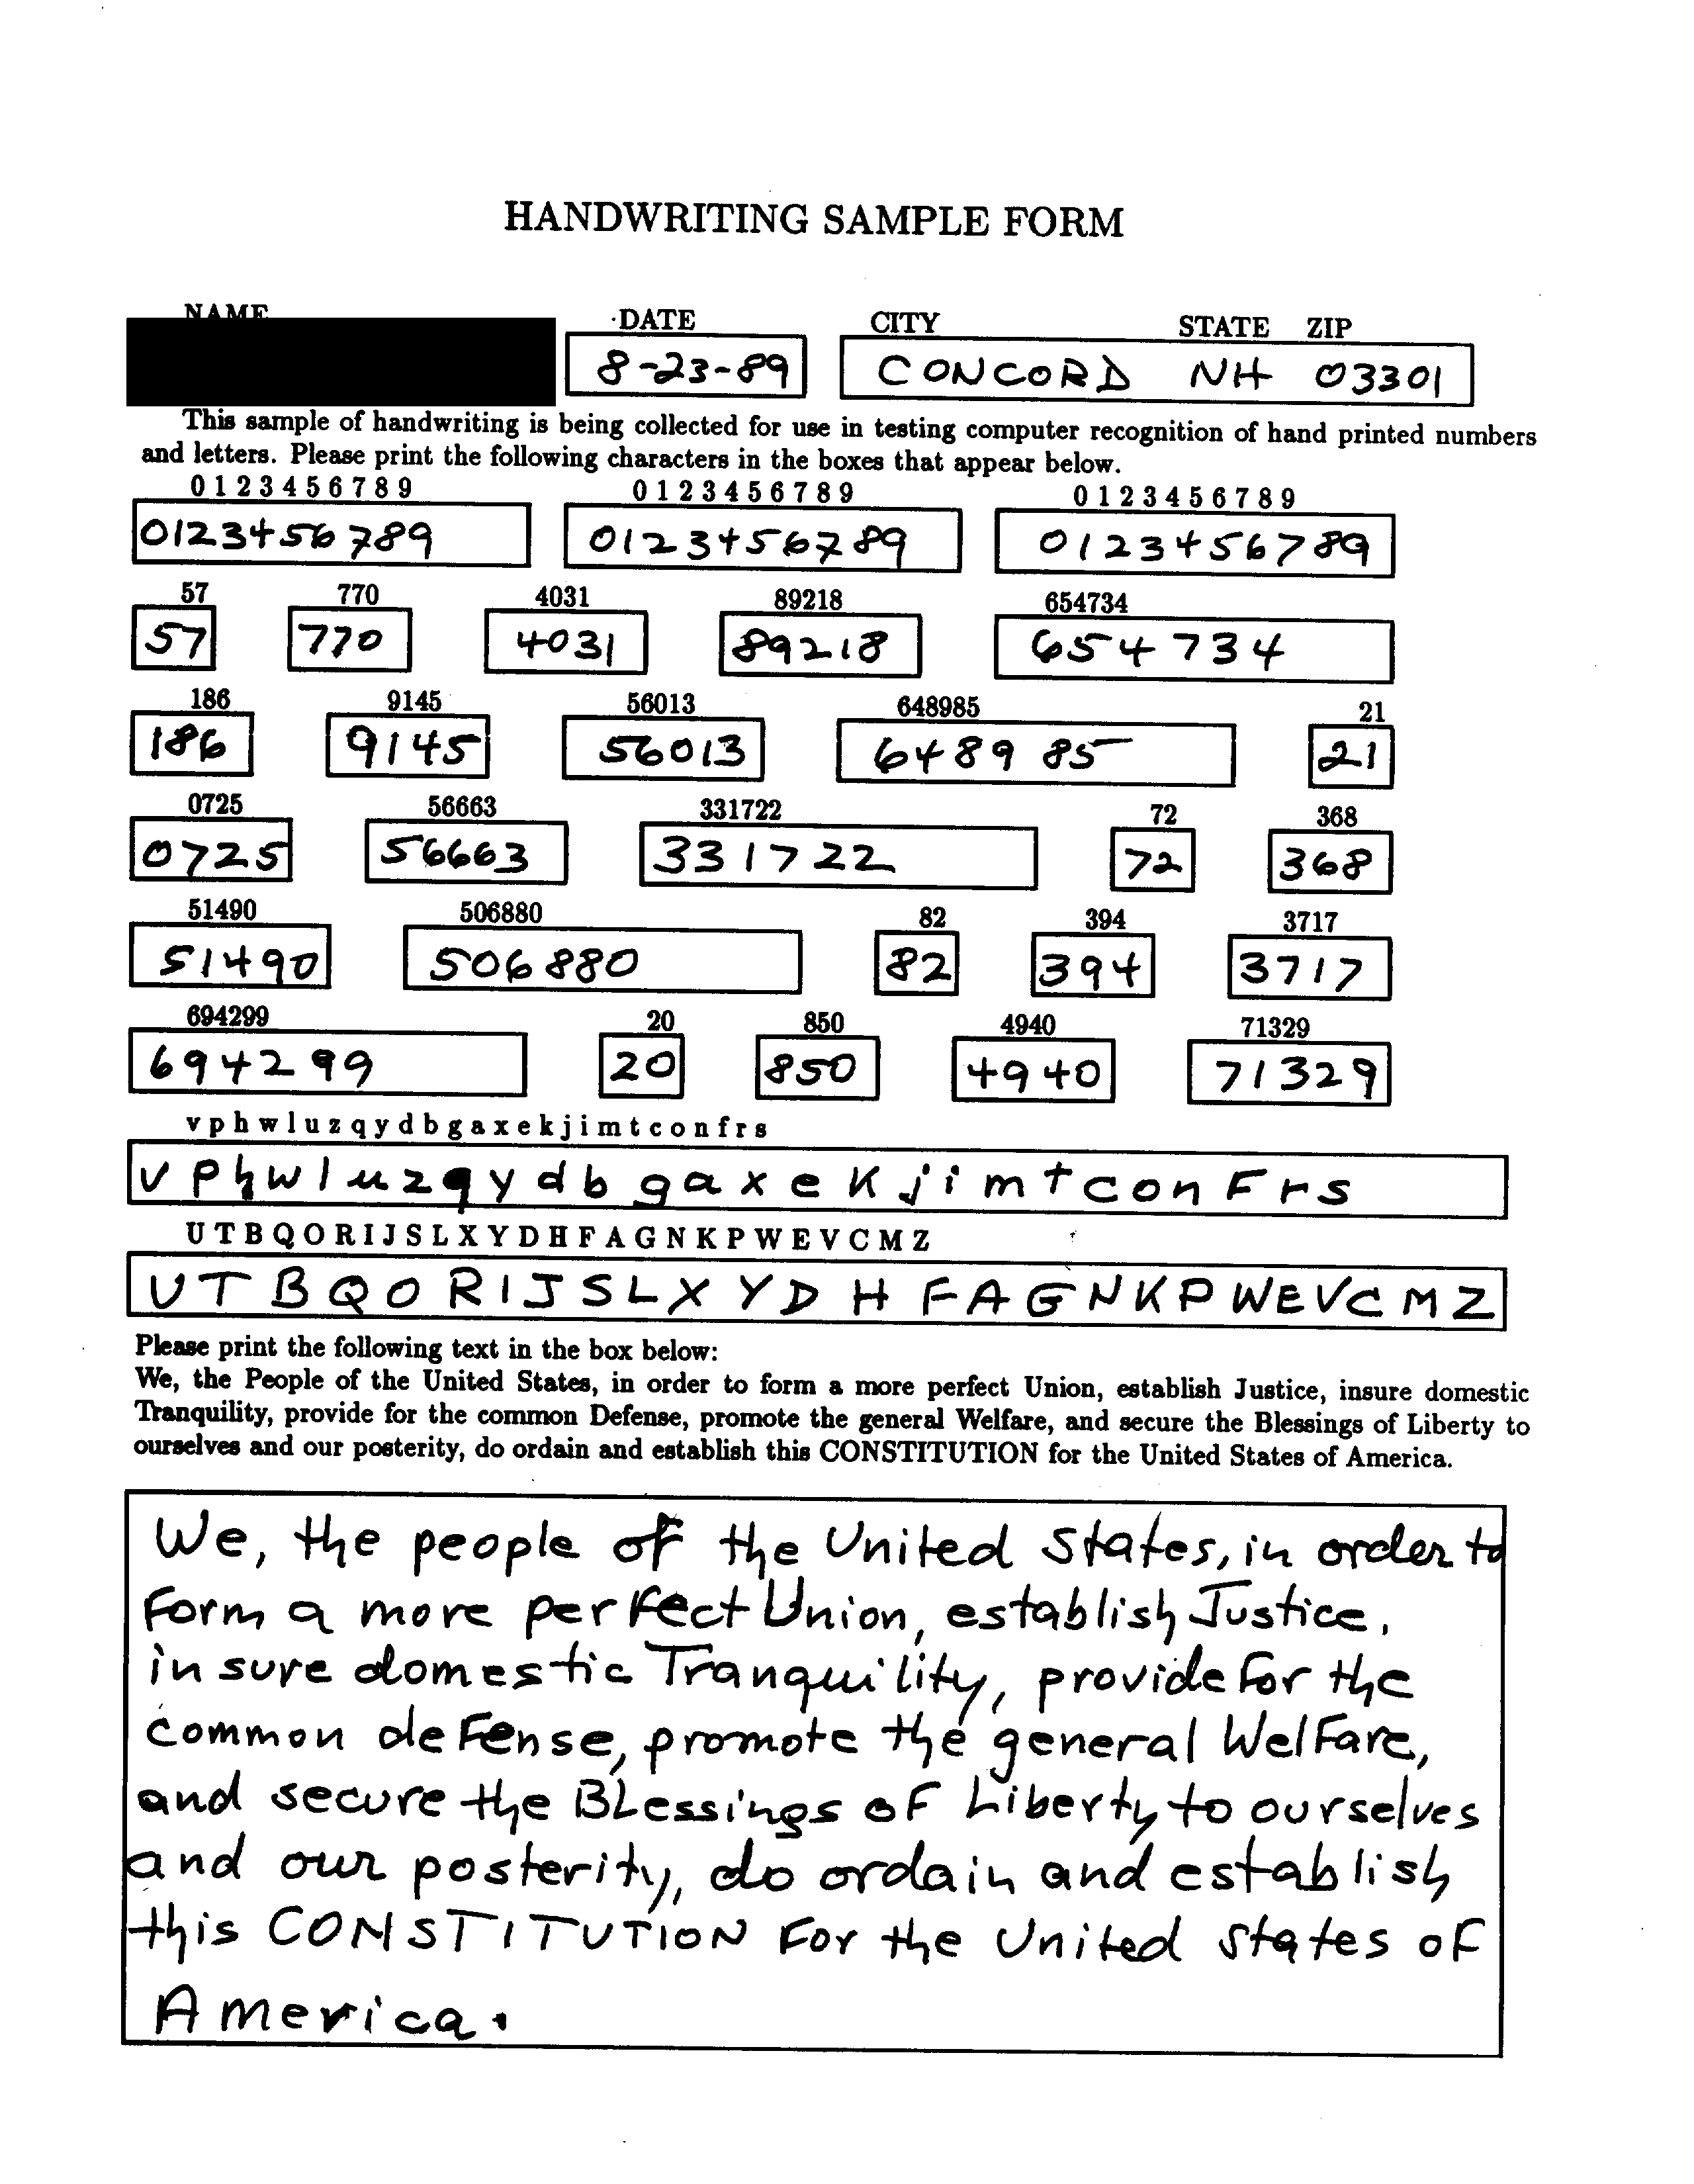 HANDWRITING SAMPLE FORM
NAME DATE CITY STATE ZIP
8-23-89 CONCORD NH 03301
This sample of handwriting is being collected for use in testing computer recognition of hand printed numbers
and letters. Please print the following characters in the boxes that appear below.
0 1 2 3 4 5 6 7 8 9 0 1 2 3 4 5 6 7 8 9 0 1 2 3 4 5 6 7 8 9
0123456789 0123456789 0123456789
57 770 4031 89218 654734
57 770 4031 89218 654734
186 9145 56013 648985 21
186 9145 56013 648985 21
0725 56663 331722 72 368
0725 56663 331722 72 368
51490 506880 82 394 3717
51490 506880 82 394 3717
694299 20 850 4940 71329
694299 20 850 4940 71329
v p h w l u z q y d b g a x e k j i m t c o n f r s
v p h w l u z q y d b g a x e K j i m t c o n F r s
U T B Q O R I J S L X Y D H F A G N K P W E V C M Z
U T B Q O R I J S L X Y D H F A G N K P W E V C M Z
Please print the following text in the box below:
We, the People of the United States, in order to form a more perfect Union, establish Justice, insure domestic
Tranquility, provide for the common Defense, promote the general Welfare, and secure the Blessings of Liberty to
ourselves and our posterity, do ordain and establish this CONSTITUTION for the United States of America.
We, the people of the United States, in order to
form a more perfect Union, establish Justice,
insure domestic Tranquility, provide for the
common defense, promote the general Welfare,
and secure the BLessings of Liberty to ourselves
and our posterity, do ordain and establish
this CONSTITUTION For the United States of
America.